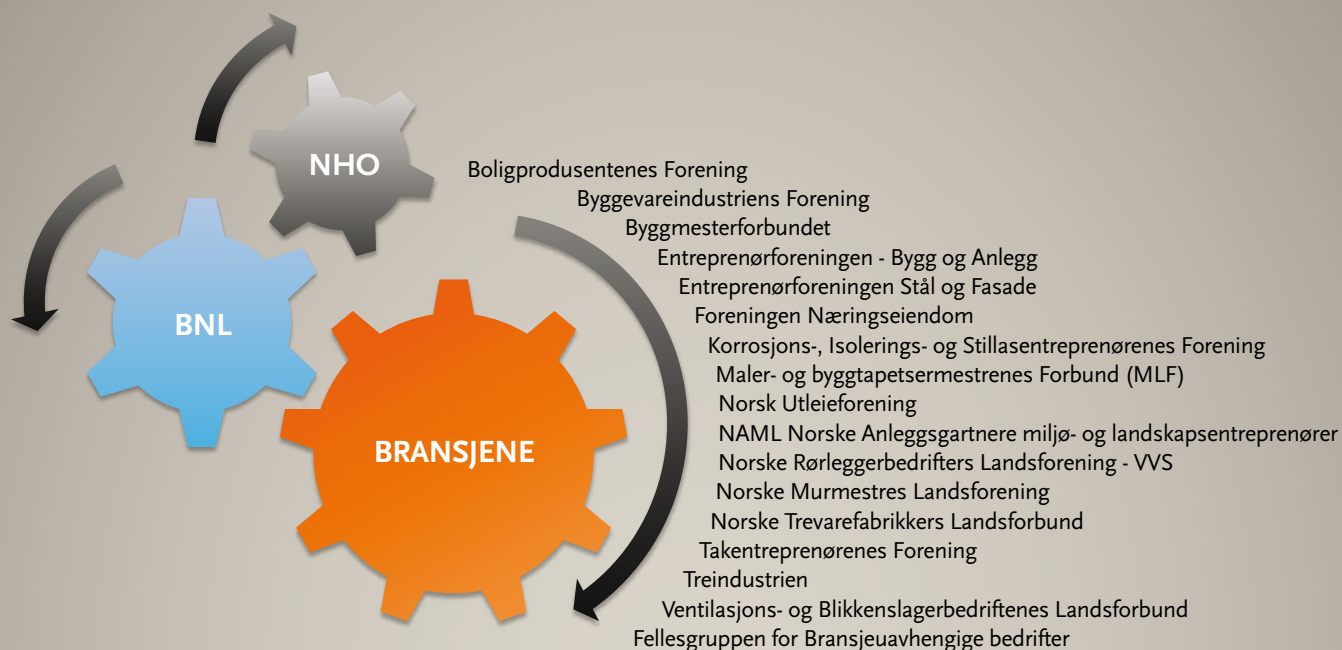 NHO
BNL
BRANSJENE
Boligprodusentenes Forening
Byggevareindustriens Forening
Byggmesterforbundet
Entreprenørforeningen - Bygg og Anlegg
Entreprenørforeningen Stål og Fasade
Foreningen Næringseiendom
Korrosjons-, Isolerings- og Stillasentreprenørenes Forening
Maler- og byggtapetsermestrenes Forbund (MLF)
Norsk Utleieforening
NAML Norske Anleggsgartnere miljø- og landskapsentreprenører
Norske Rørleggerbedrifters Landsforening - VVS
Norske Murmestres Landsforening
Norske Trevarefabrikkers Landsforbund
Takentreprenørenes Forening
Treindustrien
Ventilasjons- og Blikkenslagerbedriftenes Landsforbund
Fellesgruppen for Bransjeuavhengige bedrifter